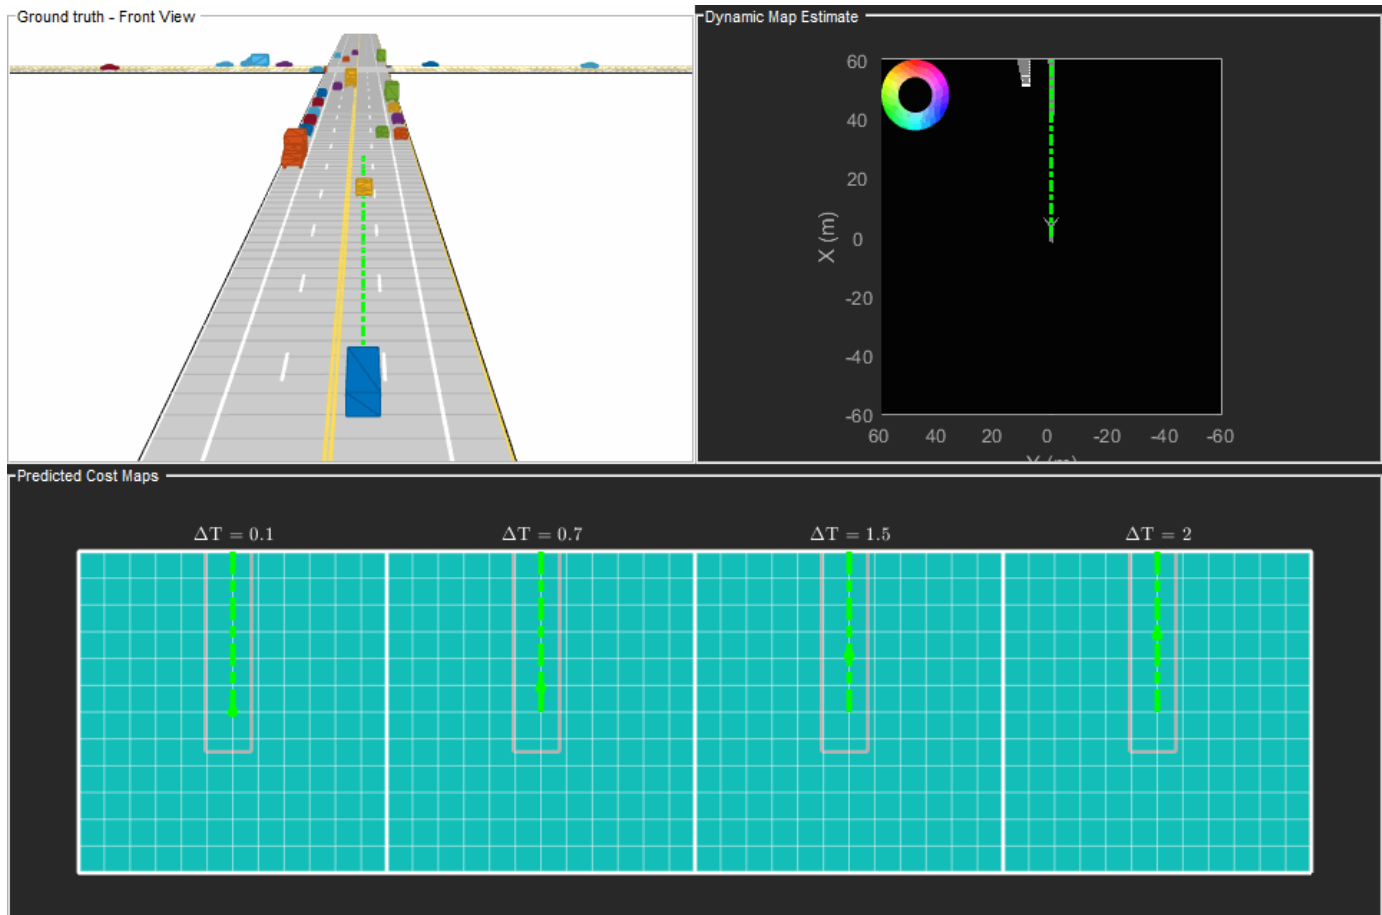 Ground truth - Front View
Dynamic Map Estimate
60
40
20
0
-20
-40
-60
X (m)
60
40
20
0
-20
-40
-60
Y (m)
Predicted Cost Maps
ΔT = 0.1
ΔT = 0.7
ΔT = 1.5
ΔT = 2